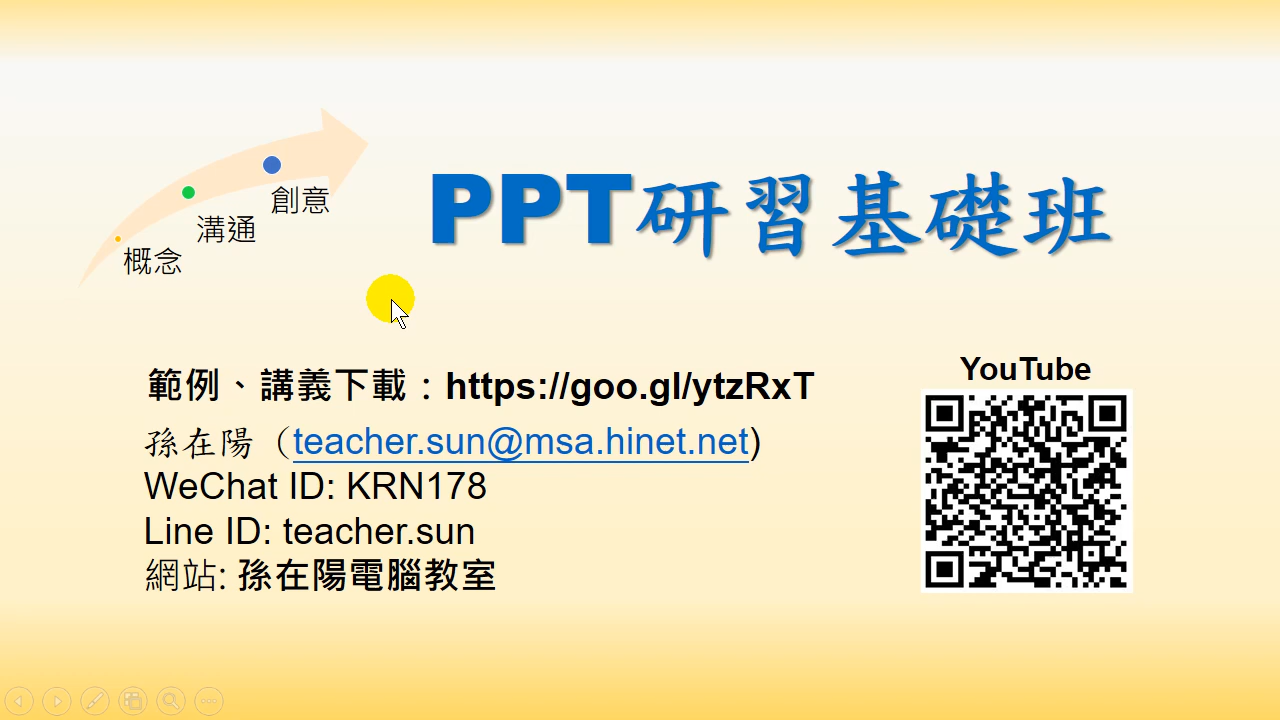 PPT研習基礎班
創意
溝通
概念
範例、講義下載：https://goo.gl/ytzRxT
孫在陽（teacher.sun@msa.hinet.net)
WeChat ID: KRN178
Line ID: teacher.sun
網站: 孫在陽電腦教室
YouTube